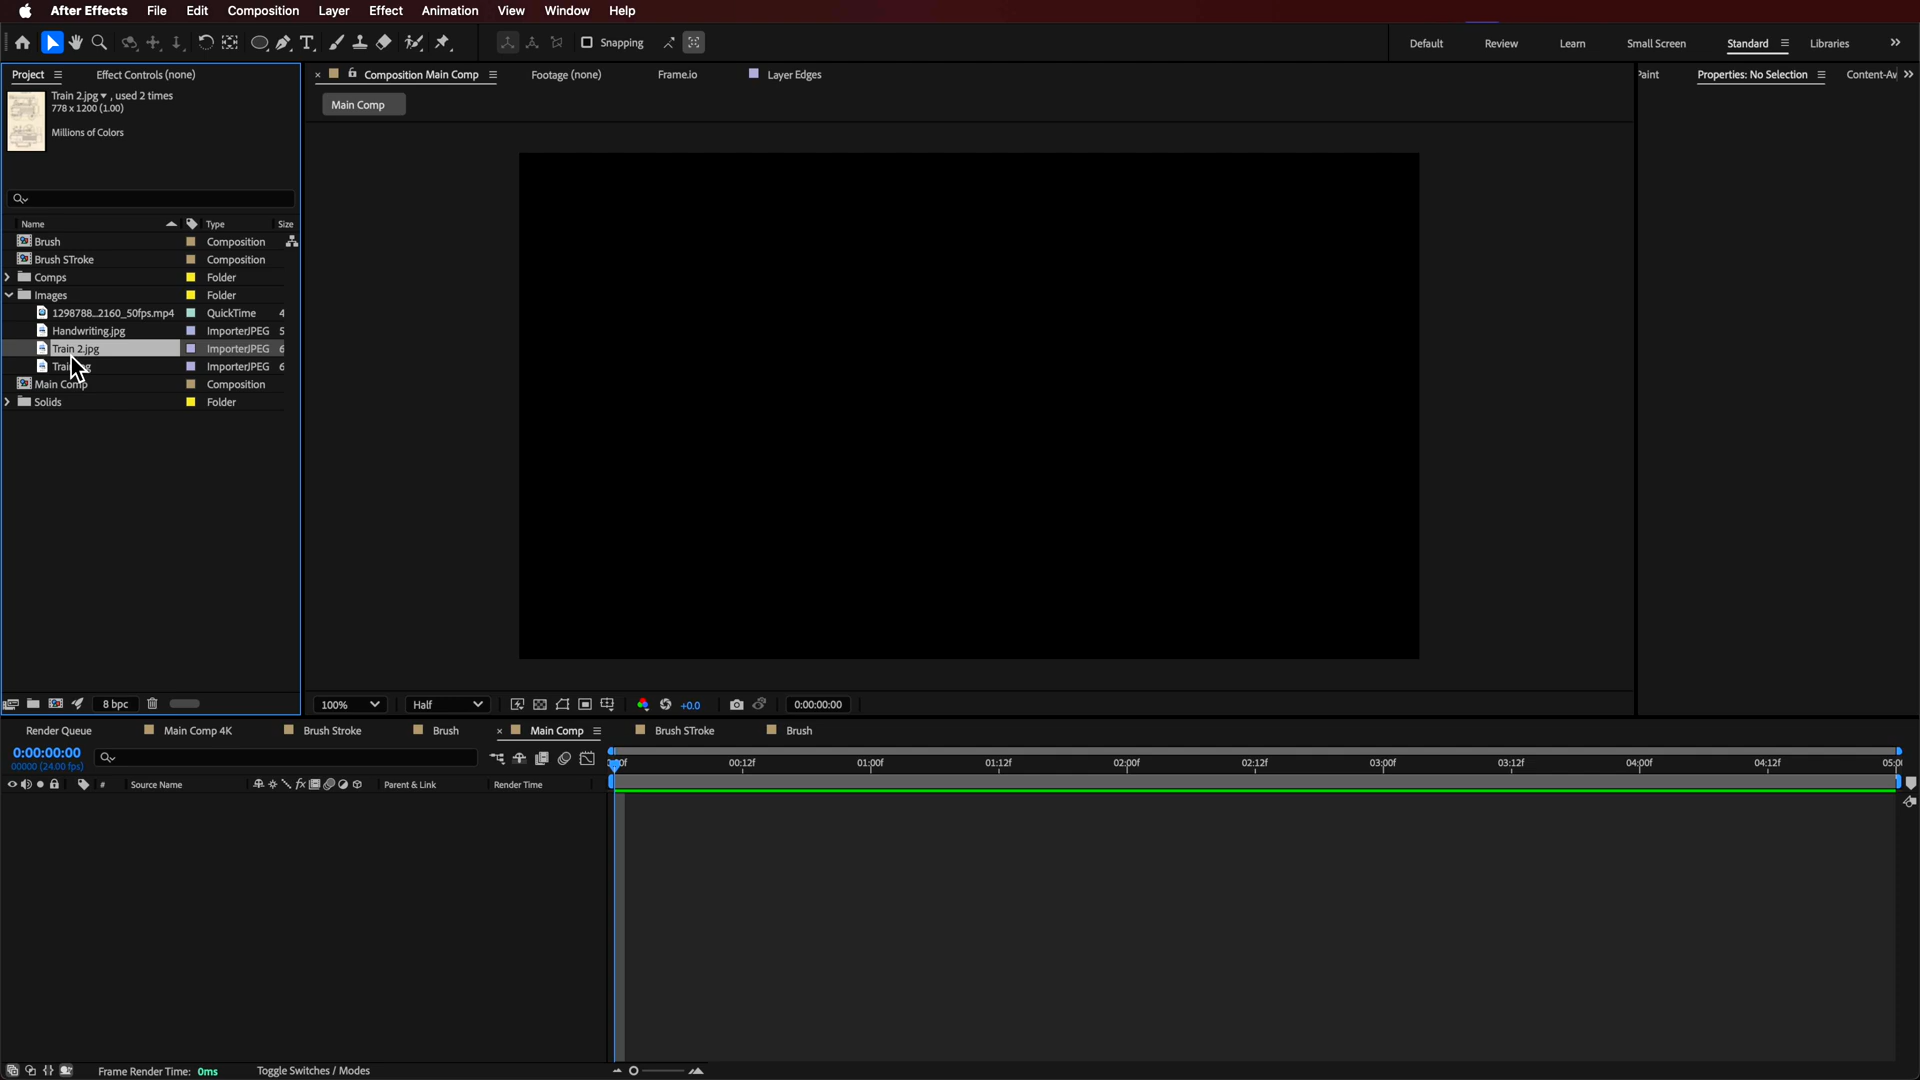 After Effects File Edit Composition Layer Effect Animation View Window Help
Snapping
Default Review Learn Small Screen Standard Libraries
Project Effect Controls (none)
Composition Main Comp Footage (none) Frame.io Layer Edges
Paint Properties: No Selection
Train 2.jpg , used 2 times
778 x 1200 (1.00)
Millions of Colors
Main Comp
Name Type Size
Brush Composition
Brush STroke Composition
Comps Folder
Images Folder
1298788_2160_50fps.mp4 QuickTime 4
Handwriting.jpg ImporterJPEG 5
Train 2.jpg ImporterJPEG 6
ImporterJPEG 6
Main Comp Composition
Solids Folder
8 bpc
100% Half +0.0 0:00:00:00
Render Queue Main Comp 4K Brush Stroke Brush Main Comp Brush STroke Brush
0:00:00:00
00000 (24.00 fps)
00:12f 01:00f 01:12f 02:00f 02:12f 03:00f 03:12f 04:00f 04:12f
# Source Name Parent & Link Render Time
Frame Render Time: 0ms Toggle Switches / Modes